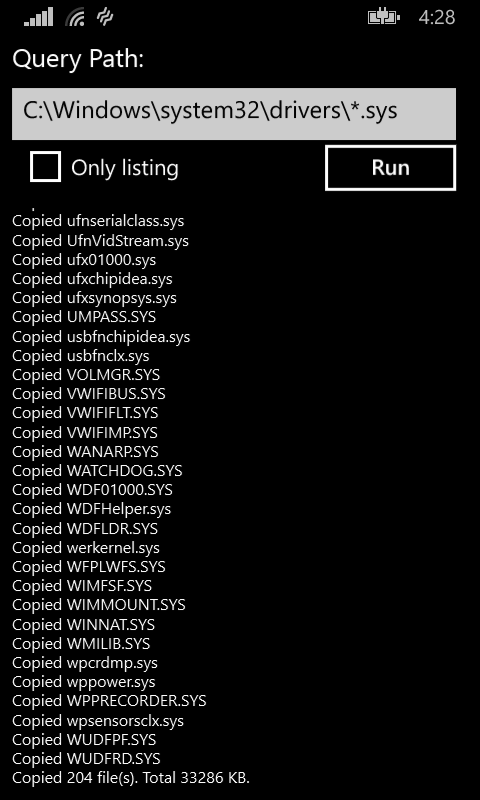 4:28
Query Path:
C:\Windows\system32\drivers\*.sys
Only listing
Run
Copied ufnserialclass.sys
Copied UfnVidStream.sys
Copied ufx01000.sys
Copied ufxchipidea.sys
Copied ufxsynopsys.sys
Copied UMPASS.SYS
Copied usbfnchipidea.sys
Copied usbfnclx.sys
Copied VOLMGR.SYS
Copied VWIFIBUS.SYS
Copied VWIFIFLT.SYS
Copied VWIFIMP.SYS
Copied WANARP.SYS
Copied WATCHDOG.SYS
Copied WDF01000.SYS
Copied WDFHelper.sys
Copied WDFLDR.SYS
Copied werkernel.sys
Copied WFPLWFS.SYS
Copied WIMFSF.SYS
Copied WIMMOUNT.SYS
Copied WINNAT.SYS
Copied WMILIB.SYS
Copied wpcrdmp.sys
Copied wppower.sys
Copied WPPRECORDER.SYS
Copied wpsensorsclx.sys
Copied WUDFPF.SYS
Copied WUDFRD.SYS
Copied 204 file(s). Total 33286 KB.